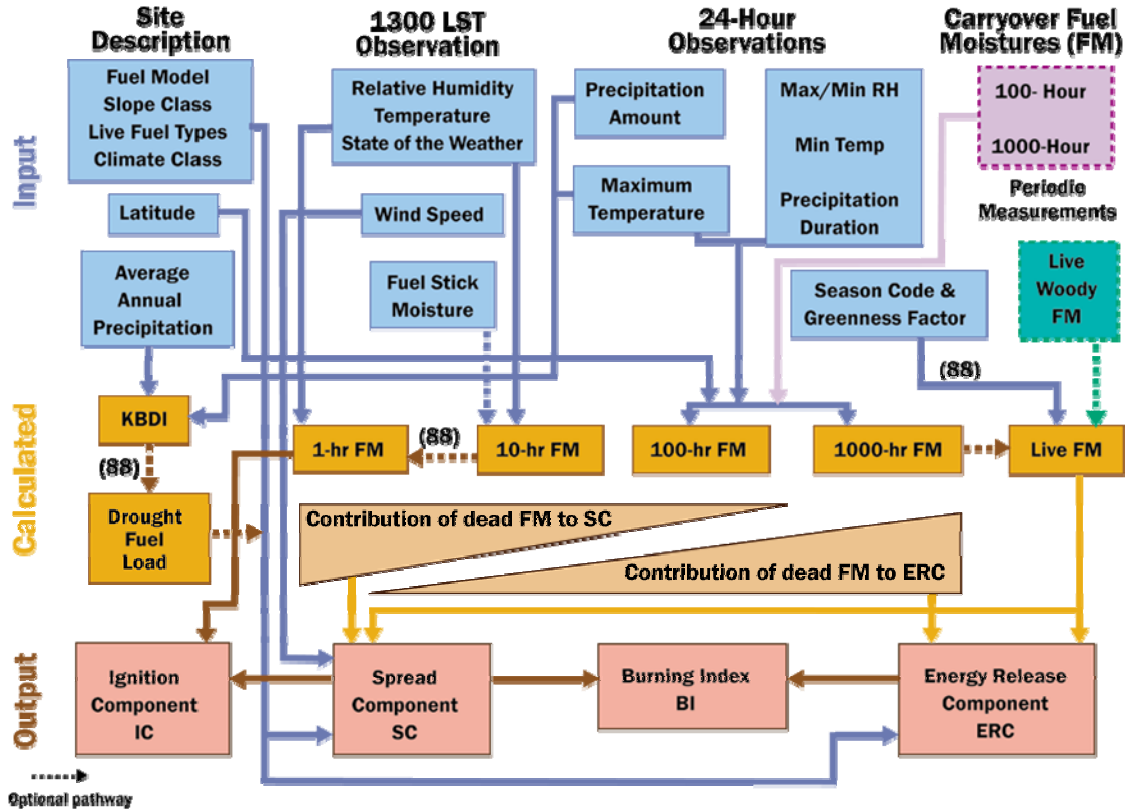 Site
Description
1300 LST
Observation
24-Hour
Observations
Carryover Fuel
Moistures (FM)
Input
Fuel Model
Slope Class
Live Fuel Types
Climate Class
Relative Humidity
Temperature
State of the Weather
Precipitation
Amount
Max/Min RH
Min Temp
Precipitation
Duration
100- Hour
1000-Hour
Periodic
Measurements
Latitude
Wind Speed
Maximum
Temperature
Average
Annual
Precipitation
Fuel Stick
Moisture
Season Code &
Greenness Factor
Live
Woody
FM
(88)
Calculated
KBDI
(88)
1-hr FM
(88)
10-hr FM
100-hr FM
1000-hr FM
Live FM
Drought
Fuel
Load
Contribution of dead FM to SC
Contribution of dead FM to ERC
Output
Ignition
Component
IC
Spread
Component
SC
Burning Index
BI
Energy Release
Component
ERC
Optional pathway